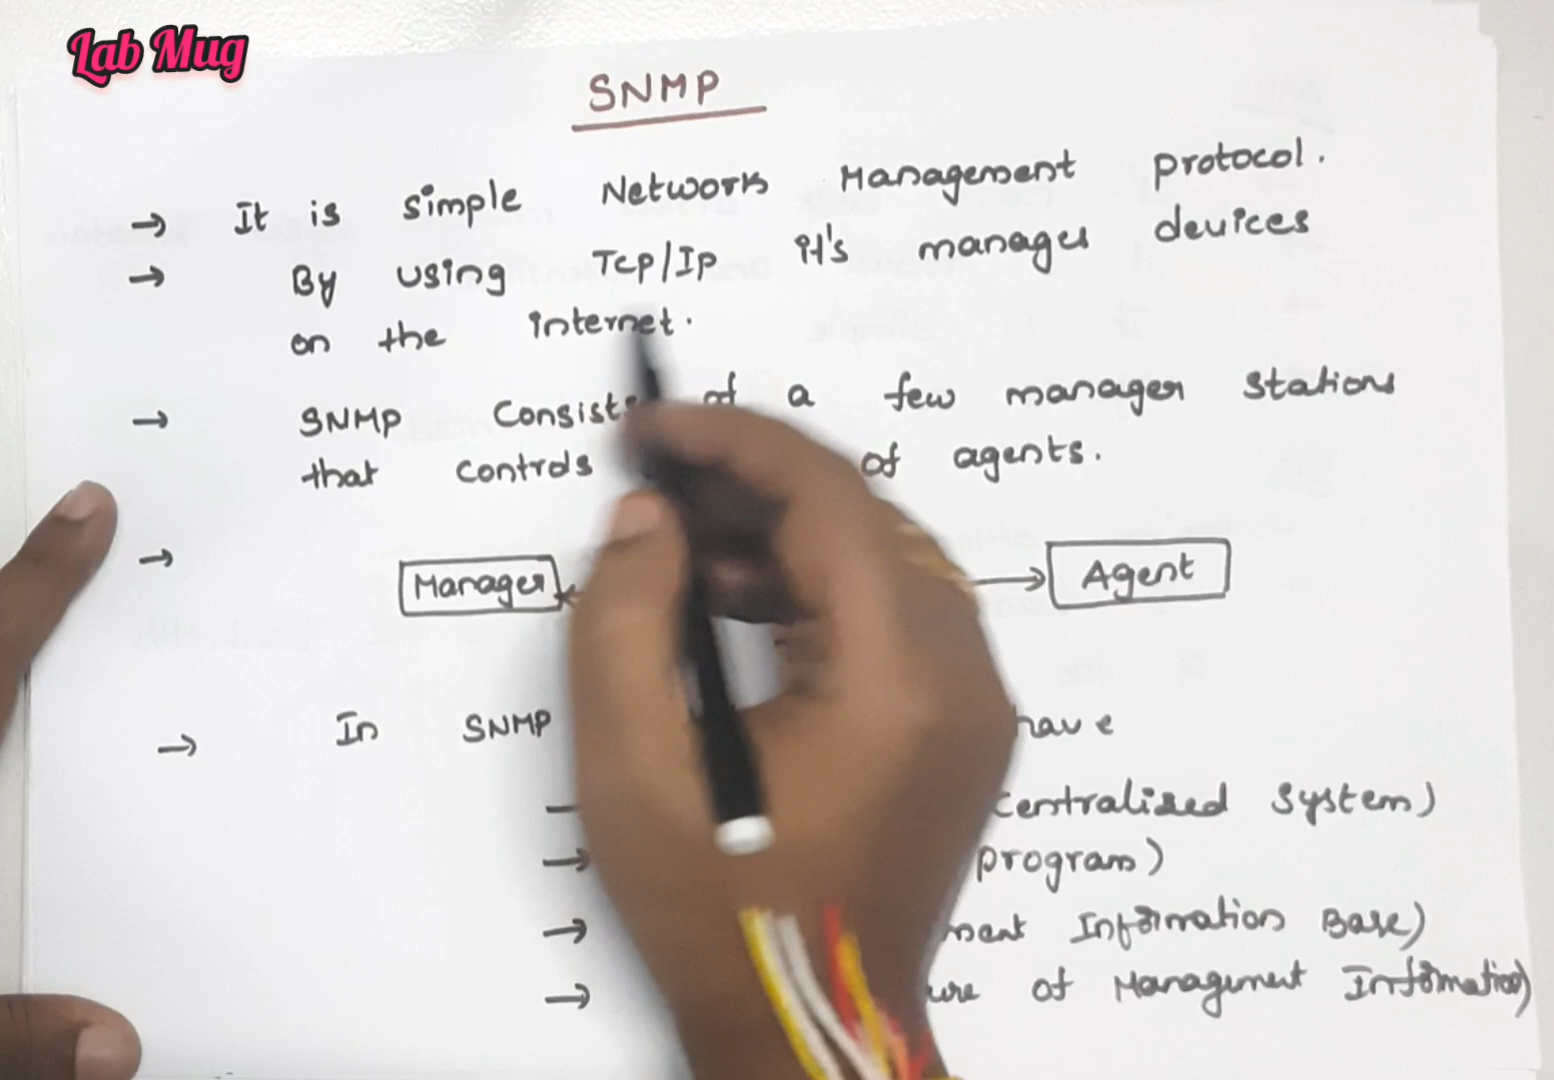 Lab Mug
SNMP
→ It is simple Network Management protocol.
→ By using Tcp/Ip it's manages devices
on the internet.
→ SNMP Consists of a few manager stations
that controls of agents.
→ Manager Agent
→ In SNMP have
→ centralized system)
→ program)
→ Information Base)
→ of Management Information)